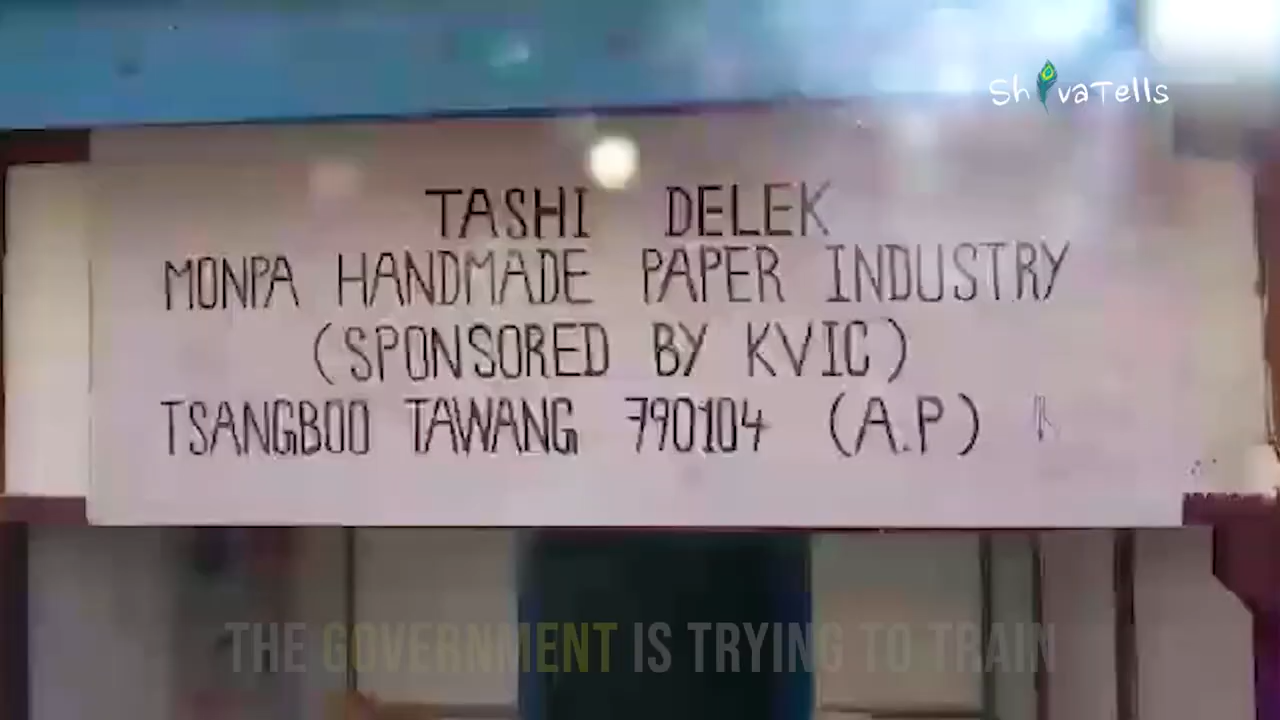 ShivaTells
TASHI DELEK
MONPA HANDMADE PAPER INDUSTRY
(SPONSORED BY KVIC)
TSANGBOO TAWANG 790104 (A.P)
THE GOVERNMENT IS TRYING TO TRAIN